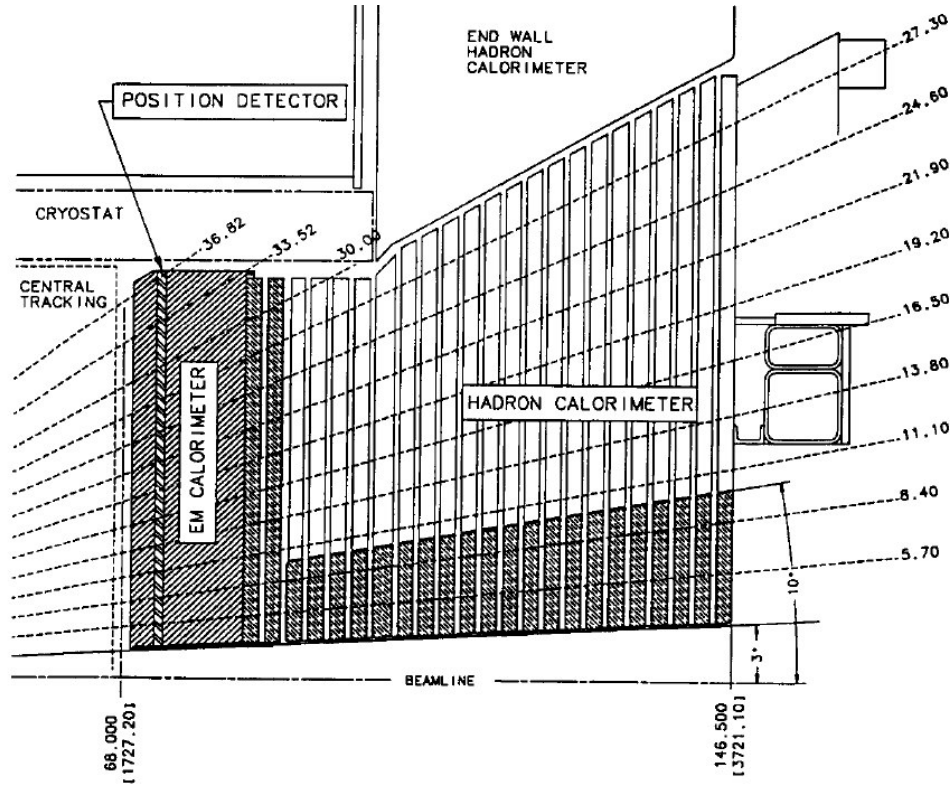 END WALL
HADRON
CALORIMETER
27.30
POSITION DETECTOR
24.60
21.90
CRYOSTAT
36.82
33.52
30.00
19.20
CENTRAL
TRACKING
16.50
EM CALORIMETER
HADRON CALORIMETER
13.80
11.10
8.40
5.70
10°
3°
BEAMLINE
68.000
[1727.20]
146.500
[3721.10]